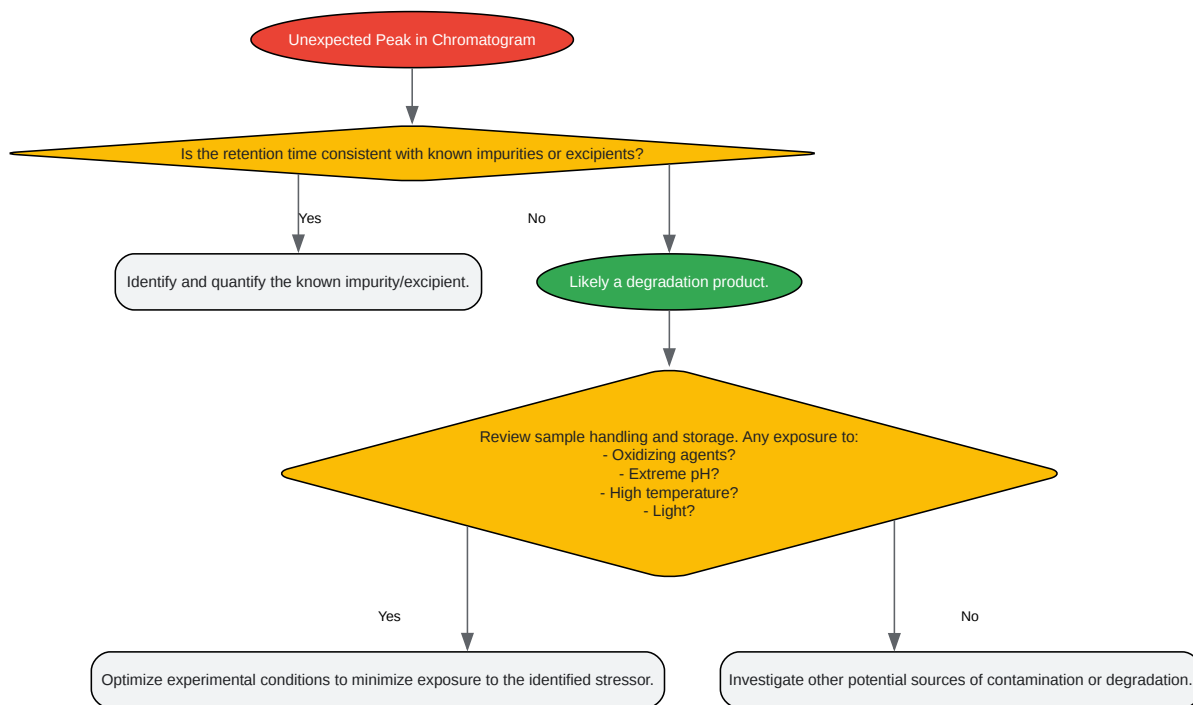 Unexpected Peak in Chromatogram
Is the retention time consistent with known impurities or excipients?
Yes
No
Identify and quantify the known impurity/excipient.
Likely a degradation product.
Review sample handling and storage. Any exposure to:
- Oxidizing agents?
- Extreme pH?
- High temperature?
- Light?
Yes
No
Optimize experimental conditions to minimize exposure to the identified stressor.
Investigate other potential sources of contamination or degradation.